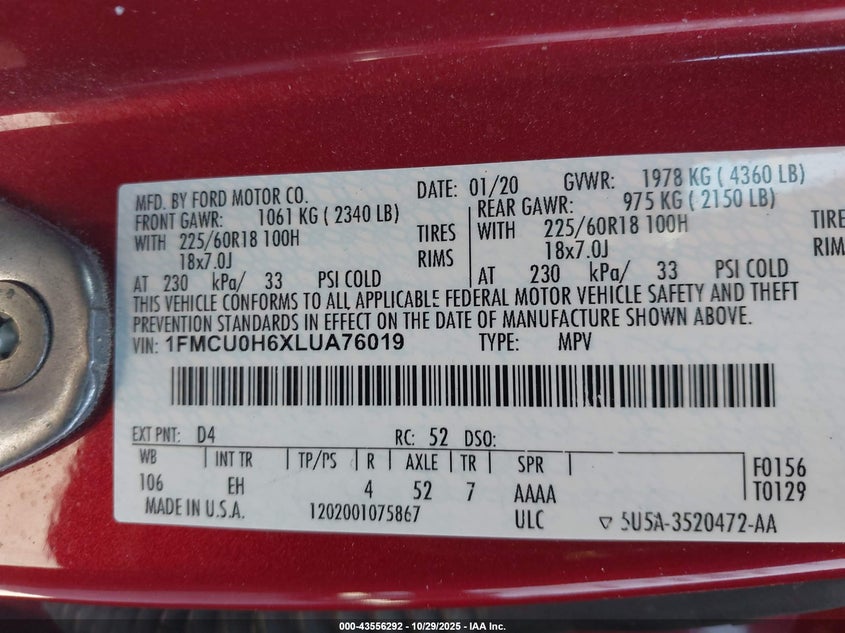 MFD. BY FORD MOTOR CO.
DATE: 01/20 GVWR: 1978 KG ( 4360 LB)
FRONT GAWR: 1061 KG ( 2340 LB)
REAR GAWR: 975 KG ( 2150 LB)
WITH 225/60R18 100H TIRES
WITH 225/60R18 100H TIRES
18x7.0J RIMS
18x7.0J RIM
AT 230 kPa/ 33 PSI COLD
AT 230 kPa/ 33 PSI COLD
THIS VEHICLE CONFORMS TO ALL APPLICABLE FEDERAL MOTOR VEHICLE SAFETY AND THEFT
PREVENTION STANDARDS IN EFFECT ON THE DATE OF MANUFACTURE SHOWN ABOVE.
VIN: 1FMCU0H6XLUA76019 TYPE: MPV
EXT PNT: D4 RC: 52 DSO:
WB INT TR TP/PS R AXLE TR SPR
F0156
106 EH 4 52 7 AAAA
T0129
MADE IN U.S.A. 1202001075867 ULC ▽ 5U5A-3520472-AA
000-43556292 - 10/29/2025 - IAA Inc.